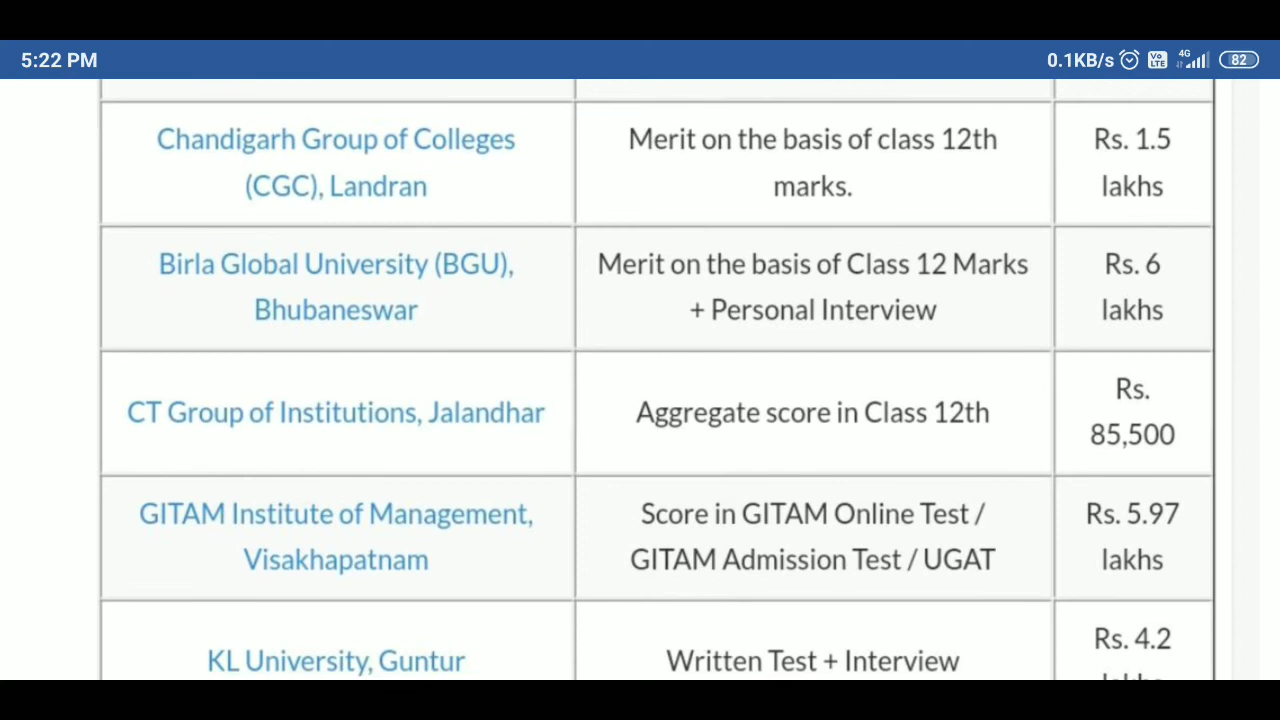 5:22 PM
0.1KB/s
Vo
LTE
4G
82
Chandigarh Group of Colleges
(CGC), Landran
Merit on the basis of class 12th
marks.
Rs. 1.5
lakhs
Birla Global University (BGU),
Bhubaneswar
Merit on the basis of Class 12 Marks
+ Personal Interview
Rs. 6
lakhs
CT Group of Institutions, Jalandhar
Aggregate score in Class 12th
Rs.
85,500
GITAM Institute of Management,
Visakhapatnam
Score in GITAM Online Test /
GITAM Admission Test / UGAT
Rs. 5.97
lakhs
KL University, Guntur
Written Test + Interview
Rs. 4.2